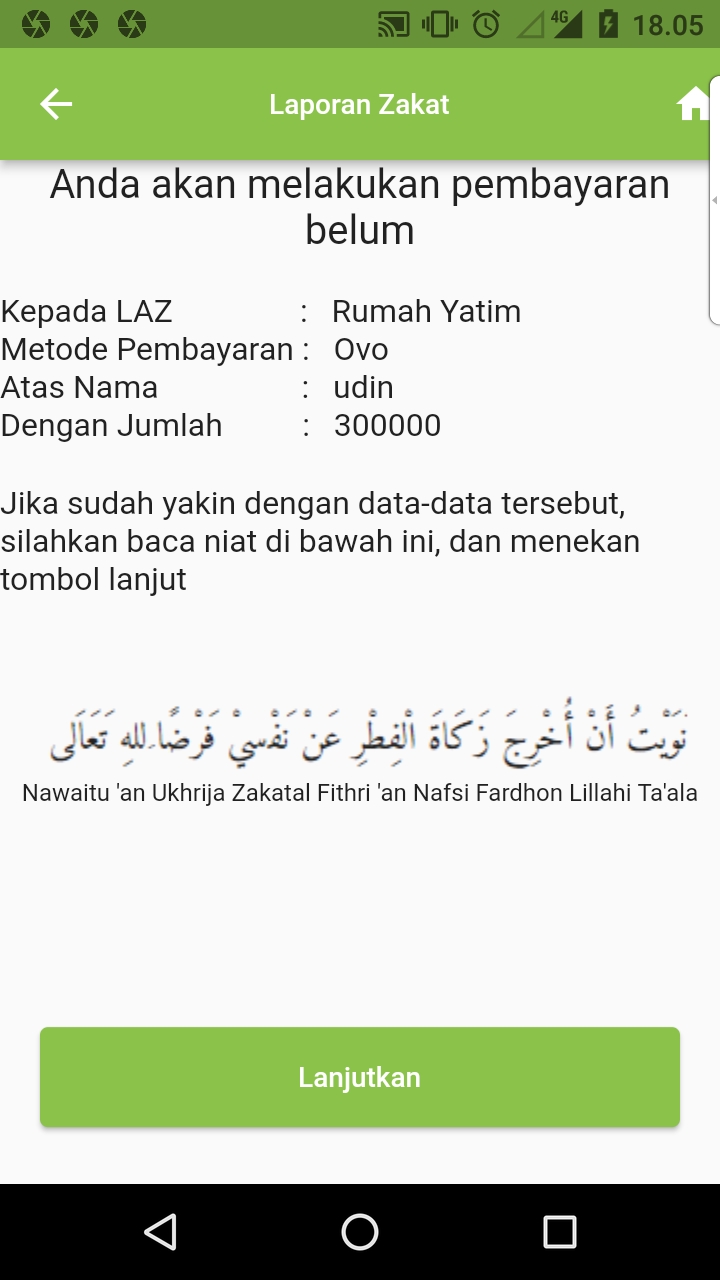 4G 18.05
Laporan Zakat
Anda akan melakukan pembayaran
belum
Kepada LAZ : Rumah Yatim
Metode Pembayaran : Ovo
Atas Nama : udin
Dengan Jumlah : 300000
Jika sudah yakin dengan data-data tersebut,
silahkan baca niat di bawah ini, dan menekan
tombol lanjut
نَوَيْتُ أَنْ أُخْرِجَ زَكَاةَ الْفِطْرِ عَنْ نَفْسِيْ فَرْضًا لِلهِ تَعَالَى
Nawaitu 'an Ukhrija Zakatal Fithri 'an Nafsi Fardhon Lillahi Ta'ala
Lanjutkan